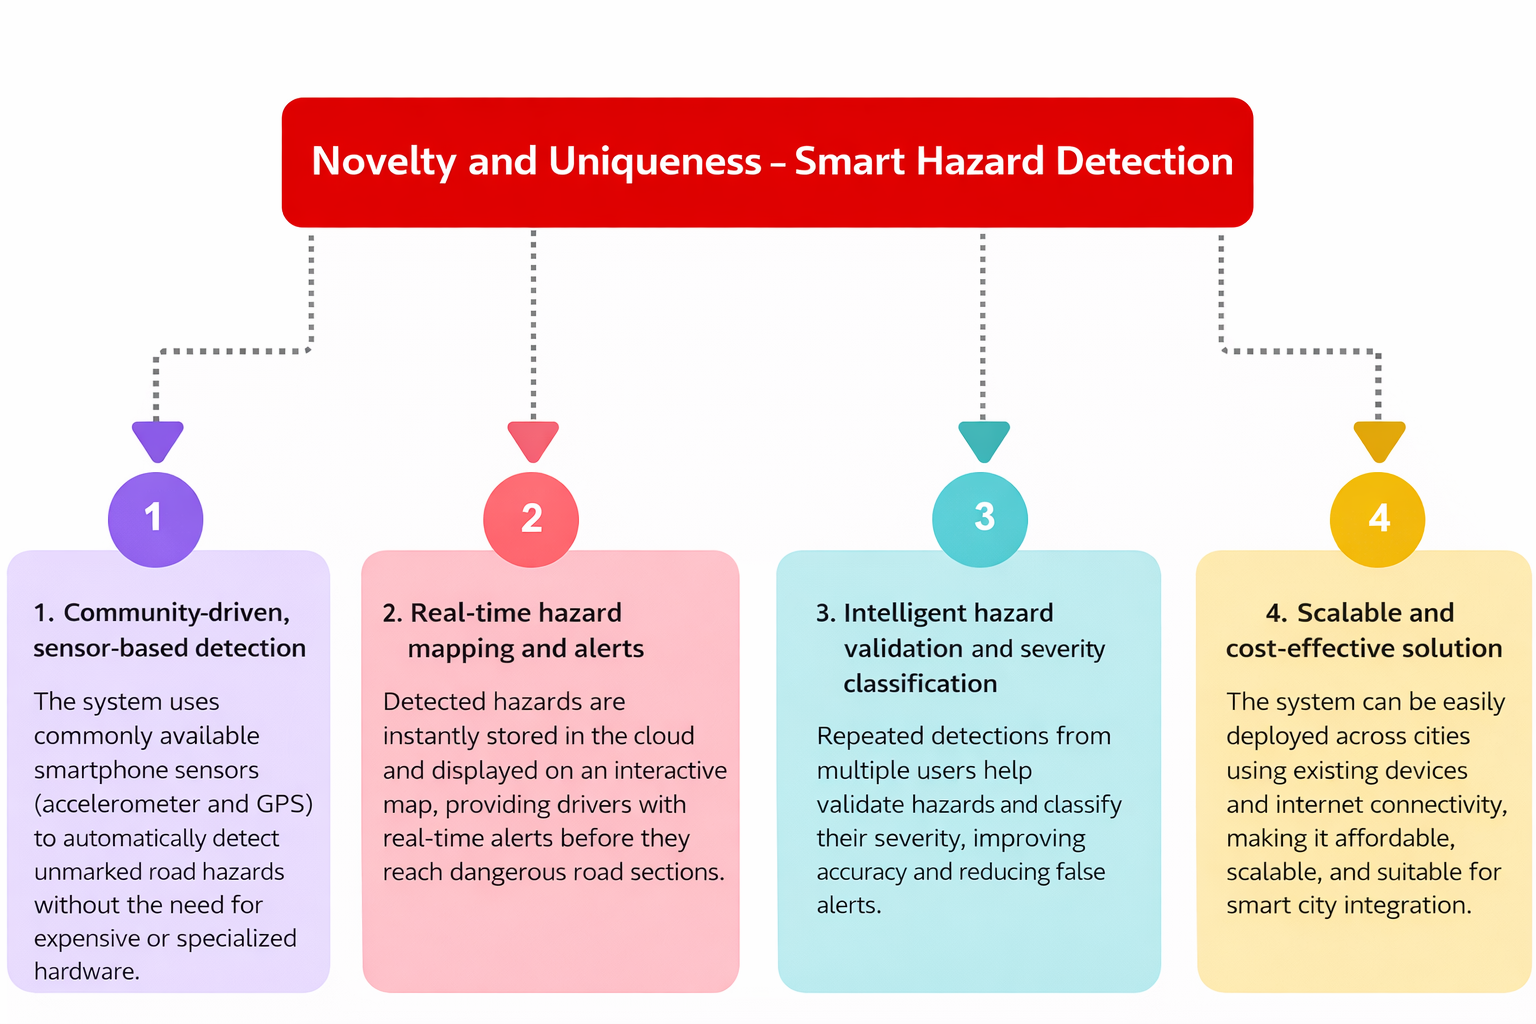 Novelty and Uniqueness – Smart Hazard Detection
1
2
3
4
1. Community-driven,
sensor-based detection
The system uses
commonly available
smartphone sensors
(accelerometer and GPS)
to automatically detect
unmarked road hazards
without the need for
expensive or specialized
hardware.
2. Real-time hazard
mapping and alerts
Detected hazards are
instantly stored in the cloud
and displayed on an interactive
map, providing drivers with
real-time alerts before they
reach dangerous road sections.
3. Intelligent hazard
validation and severity
classification
Repeated detections from
multiple users help
validate hazards and classify
their severity, improving
accuracy and reducing false
alerts.
4. Scalable and
cost-effective solution
The system can be easily
deployed across cities
using existing devices
and internet connectivity,
making it affordable,
scalable, and suitable for
smart city integration.